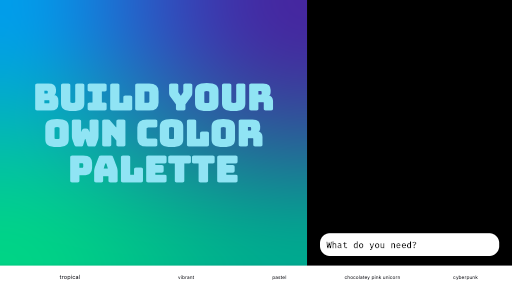 BUILD YOUR
OWN COLOR
PALETTE
What do you need?
tropical
vibrant
pastel
chocolatey pink unicorn
cyberpunk